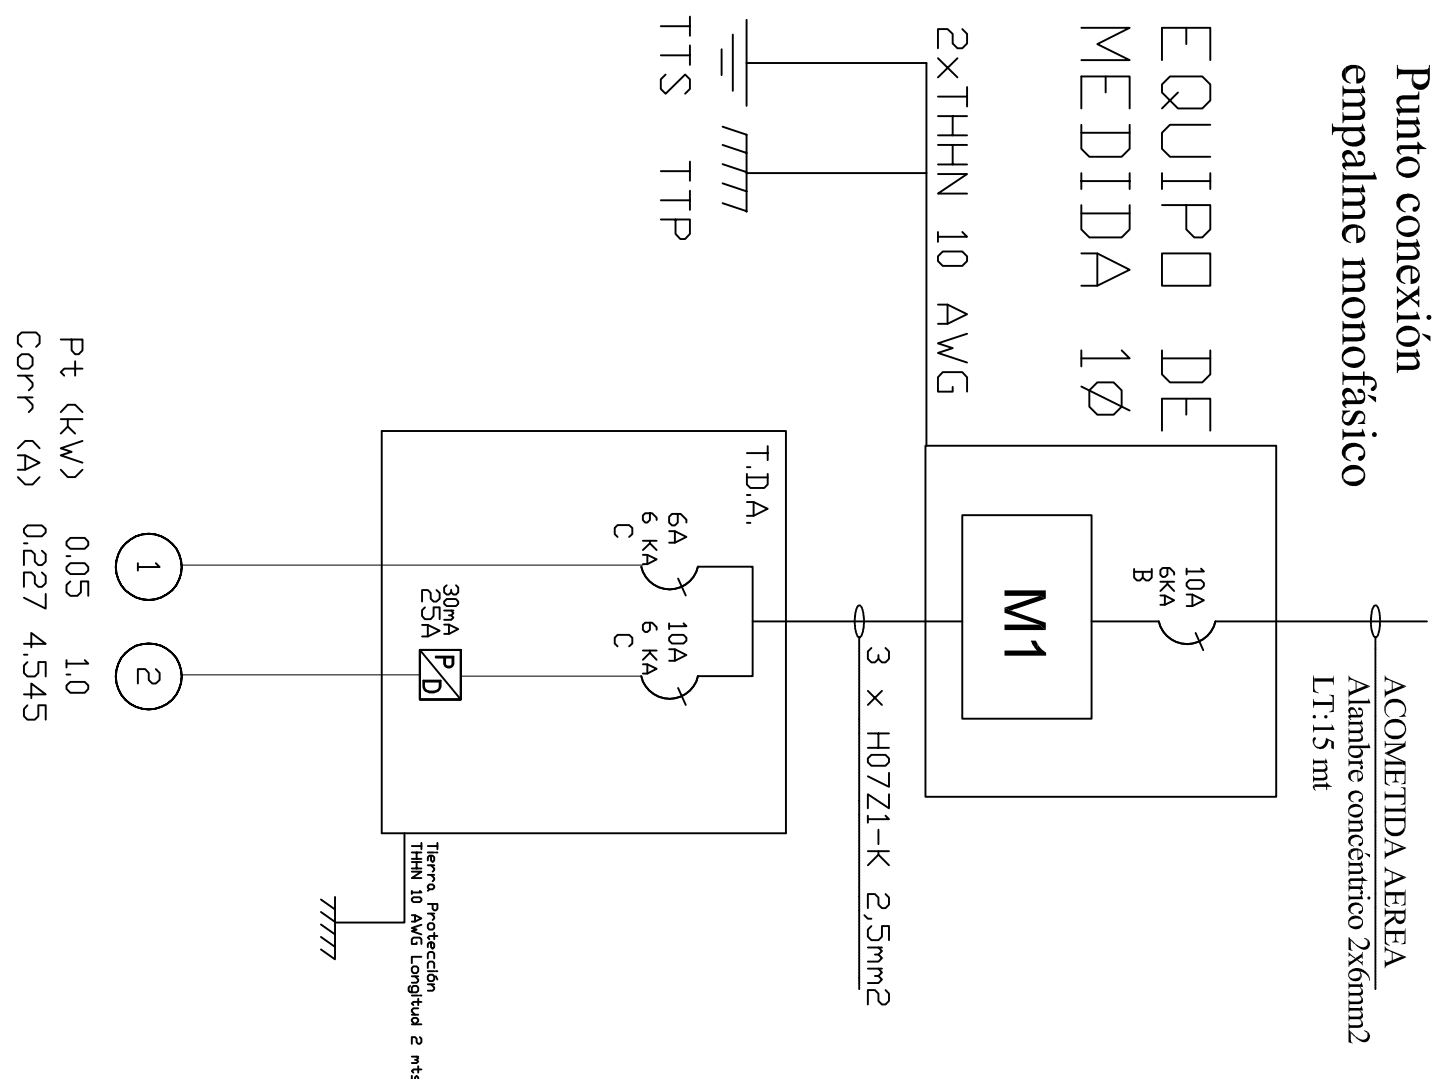 Punto conexión
empalme monofásico
ACOMETIDA AEREA
Alambre concéntrico 2x6mm2
LT:15 mt
EQUIPO DE
MEDIDA 1Ø
10A
6KA
B
M1
2xTHHN 10 AWG
TTS TTP
3 x H07Z1-K 2,5mm2
T.D.A.
6A
6 KA
C
10A
6 KA
C
30mA
25A
P
D
Tierra Protección
THHN 10 AWG Longitud 2 mts
1
2
Pt (kW) 0.05 1.0
Corr (A) 0.227 4.545